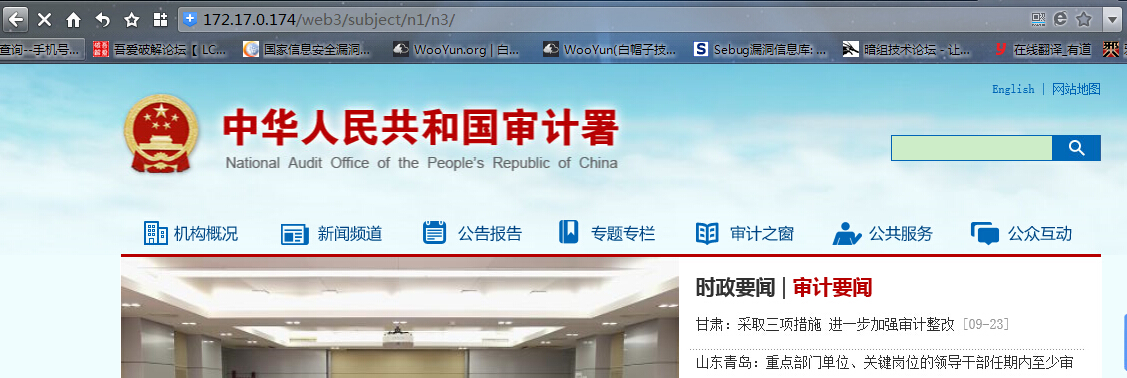 172.17.0.174/web3/subject/n1/n3/
查询--手机号... 吾爱破解论坛【 LC... 国家信息安全漏洞... WooYun.org | 白... WooYun(白帽子技... Sebug漏洞信息库: ... 暗组技术论坛 - 让... 在线翻译_有道
English | 网站地图
中华人民共和国审计署
National Audit Office of the People's Republic of China
机构概况 新闻频道 公告报告 专题专栏 审计之窗 公共服务 公众互动
时政要闻 | 审计要闻
甘肃：采取三项措施 进一步加强审计整改 [09-23]
山东青岛：重点部门单位、关键岗位的领导干部任期内至少审